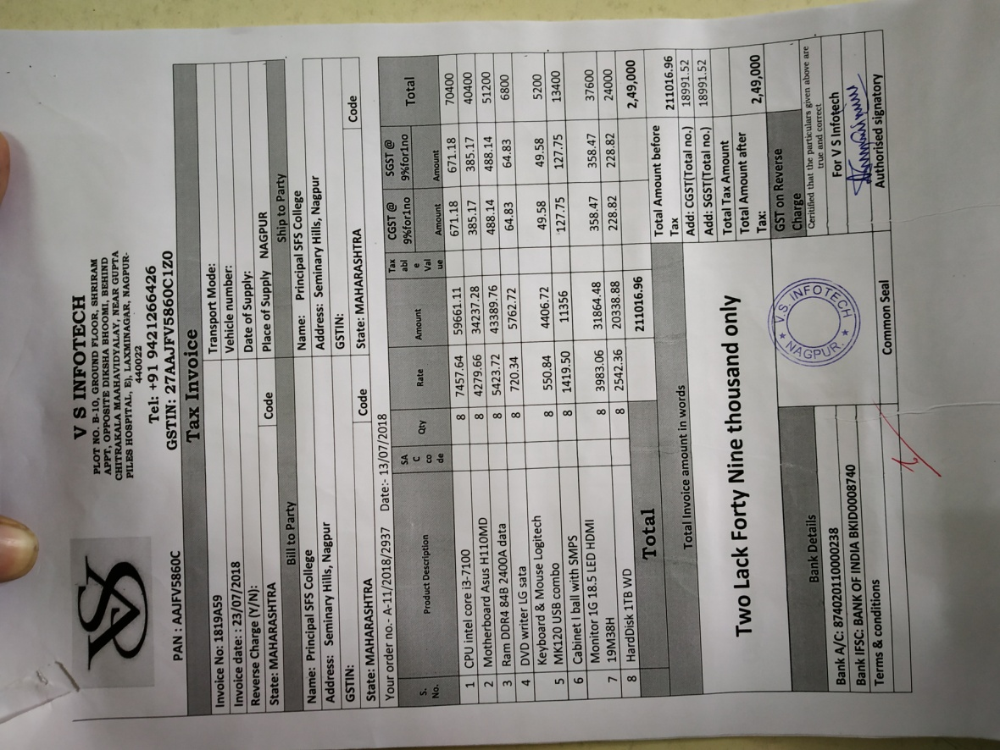 V S INFOTECH
PLOT NO. B-10, GROUND FLOOR, SHRIRAM
APPT, OPPOSITE DIKSHA BHOOMI, BEHIND
CHITRAKALA MAAHAVIDYALAY, NEAR GUPTA
PILES HOSPITAL, E), LAXMINAGAR, NAGPUR-
440022
Tel: +91 9421266426
PAN : AAJFV5860C GSTIN: 27AAJFV5860C1Z0
Tax Invoice
Invoice No: 1819A59 Transport Mode:
Invoice date: : 23/07/2018 Vehicle number:
Reverse Charge (Y/N): Date of Supply:
State: MAHARASHTRA Code Place of Supply NAGPUR
Bill to Party Ship to Party
Name: Principal SFS College Name: Principal SFS College
Address: Seminary Hills, Nagpur Address: Seminary Hills, Nagpur
GSTIN: GSTIN:
State: MAHARASHTRA Code State: MAHARASHTRA Code
Your order no.- A-11/2018/2937 Date:- 13/07/2018
S. No. Product Description SA C co de Qty Rate Amount Tax abl e Val ue CGST @ 9%for1no Amount SGST @ 9%for1no Amount Total
1 CPU intel core i3-7100 8 7457.64 59661.11 671.18 671.18 70400
2 Motherboard Asus H110MD 8 4279.66 34237.28 385.17 385.17 40400
3 Ram DDR4 84B 2400A data 8 5423.72 43389.76 488.14 488.14 51200
4 DVD writer LG sata 8 720.34 5762.72 64.83 64.83 6800
Keyboard & Mouse Logitech
5 MK120 USB combo 8 550.84 4406.72 49.58 49.58 5200
6 Cabinet I ball with SMPS 8 1419.50 11356 127.75 127.75 13400
Monitor 1G 18.5 LED HDMI
7 19M38H 8 3983.06 31864.48 358.47 358.47 37600
8 HardDisk 1TB WD 8 2542.36 20338.88 228.82 228.82 24000
Total 211016.96 2,49,000
Total Invoice amount in words
Two Lack Forty Nine thousand only
Total Amount before
Tax 211016.96
Add: CGST(Total no.) 18991.52
Add: SGST(Total no.) 18991.52
Total Tax Amount
Total Amount after
Tax: 2,49,000
GST on Reverse
Charge
Bank Details
Bank A/C: 874020110000238
Bank IFSC: BANK OF INDIA BKID0008740
Terms & conditions
V.S. INFOTECH
NAGPUR.
Common Seal
Ceritified that the particulars given above are
true and correct
For V S Infotech
Authorised signatory